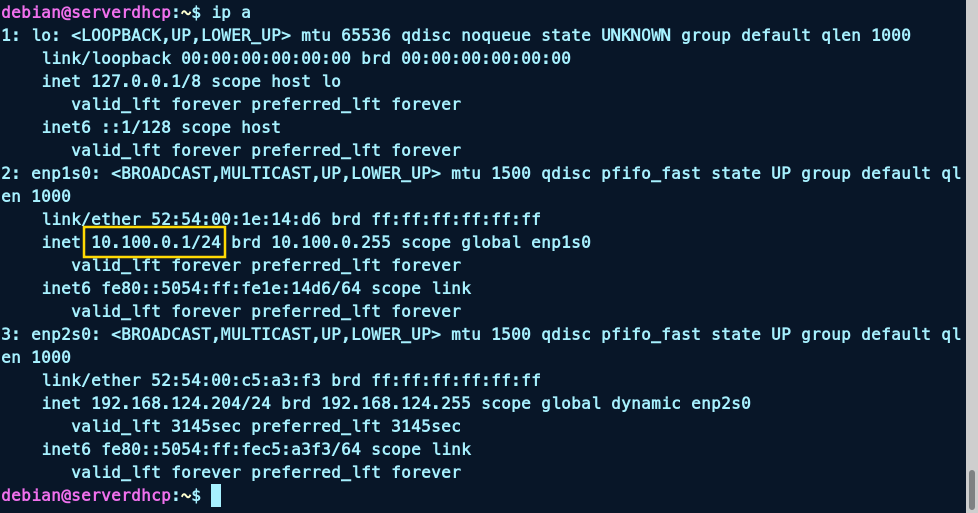 debian@serverdhcp:~$ ip a
1: lo: <LOOPBACK,UP,LOWER_UP> mtu 65536 qdisc noqueue state UNKNOWN group default qlen 1000
    link/loopback 00:00:00:00:00:00 brd 00:00:00:00:00:00
    inet 127.0.0.1/8 scope host lo
       valid_lft forever preferred_lft forever
    inet6 ::1/128 scope host
       valid_lft forever preferred_lft forever
2: enp1s0: <BROADCAST,MULTICAST,UP,LOWER_UP> mtu 1500 qdisc pfifo_fast state UP group default ql
en 1000
    link/ether 52:54:00:1e:14:d6 brd ff:ff:ff:ff:ff:ff
    inet 10.100.0.1/24 brd 10.100.0.255 scope global enp1s0
       valid_lft forever preferred_lft forever
    inet6 fe80::5054:ff:fe1e:14d6/64 scope link
       valid_lft forever preferred_lft forever
3: enp2s0: <BROADCAST,MULTICAST,UP,LOWER_UP> mtu 1500 qdisc pfifo_fast state UP group default ql
en 1000
    link/ether 52:54:00:c5:a3:f3 brd ff:ff:ff:ff:ff:ff
    inet 192.168.124.204/24 brd 192.168.124.255 scope global dynamic enp2s0
       valid_lft 3145sec preferred_lft 3145sec
    inet6 fe80::5054:ff:fec5:a3f3/64 scope link
       valid_lft forever preferred_lft forever
debian@serverdhcp:~$